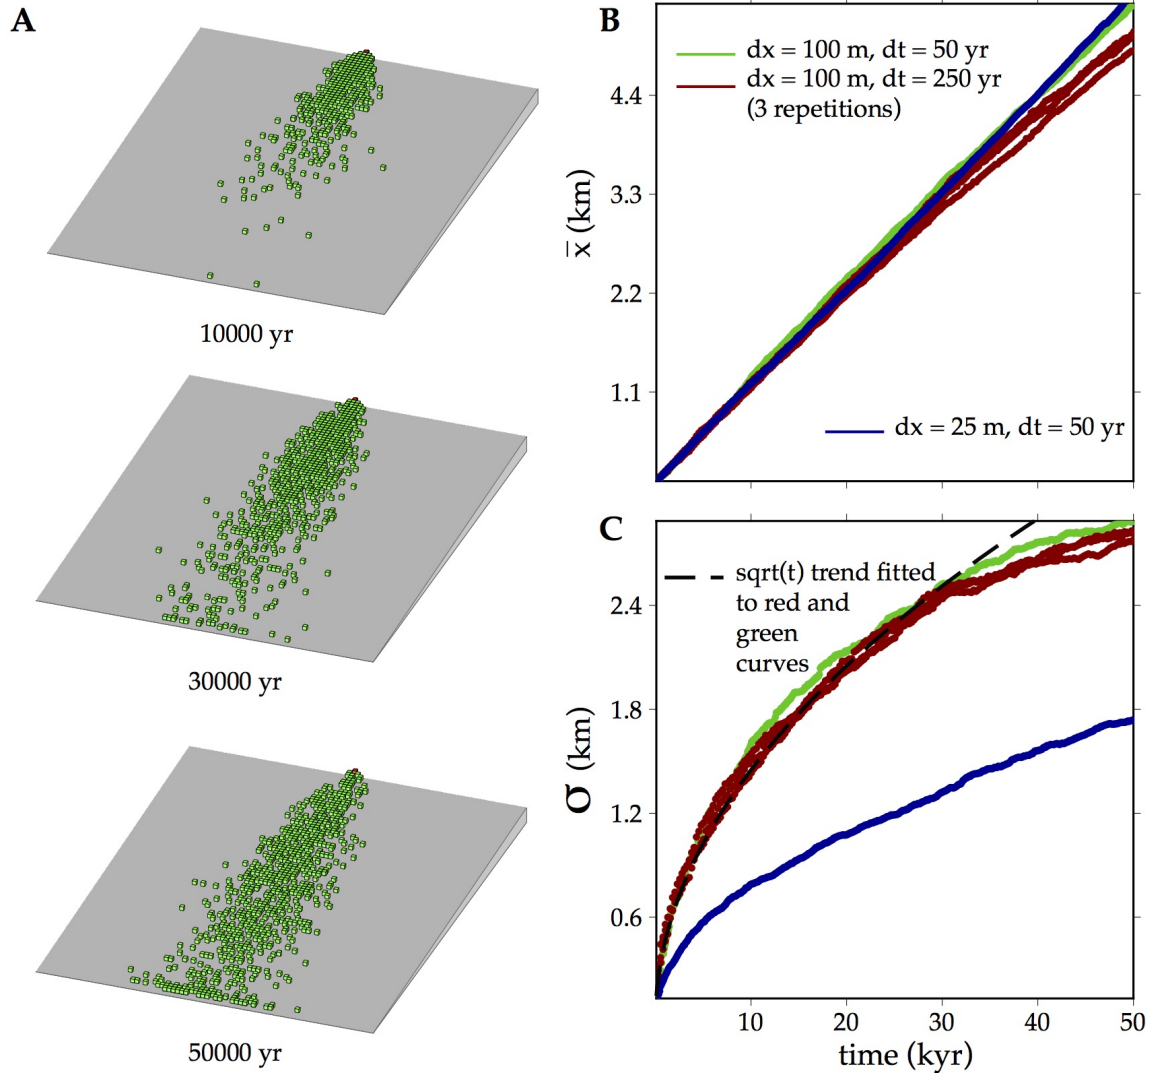 A
10000 yr
30000 yr
50000 yr
B
dx = 100 m, dt = 50 yr
dx = 100 m, dt = 250 yr
(3 repetitions)
4.4
3.3
2.2
1.1
x̄ (km)
dx = 25 m, dt = 50 yr
C
sqrt(t) trend fitted
to red and
green
curves
2.4
1.8
1.2
0.6
σ (km)
10
20
30
40
50
time (kyr)